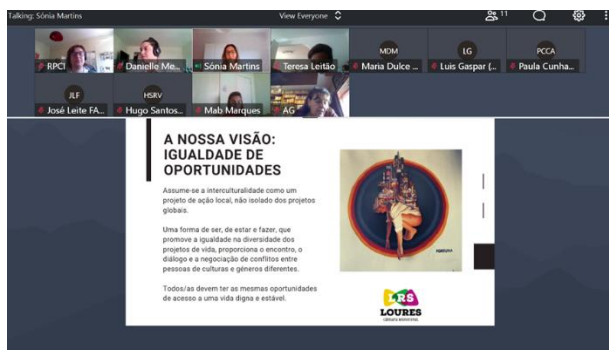 Talking: Sónia Martins
View Everyone
11
RPCI
Danielle Me...
Sónia Martins
Teresa Leitão
MDM
Maria Dulce ...
LG
Luis Gaspar (...
PCCA
Paula Cunha...
JLF
José Leite FA...
HSRV
Hugo Santos...
Mab Marques
AG
A NOSSA VISÃO:
IGUALDADE DE
OPORTUNIDADES
Assume-se a interculturalidade como um
projeto de ação local, não isolado dos projetos
globais.
Uma forma de ser, de estar e fazer, que
promove a igualdade na diversidade dos
projetos de vida, proporciona o encontro, o
diálogo e a negociação de conflitos entre
pessoas de culturas e géneros diferentes.
Todos/as devem ter as mesmas oportunidades
de acesso a uma vida digna e estável.
LRS
LOURES
CÂMARA MUNICIPAL